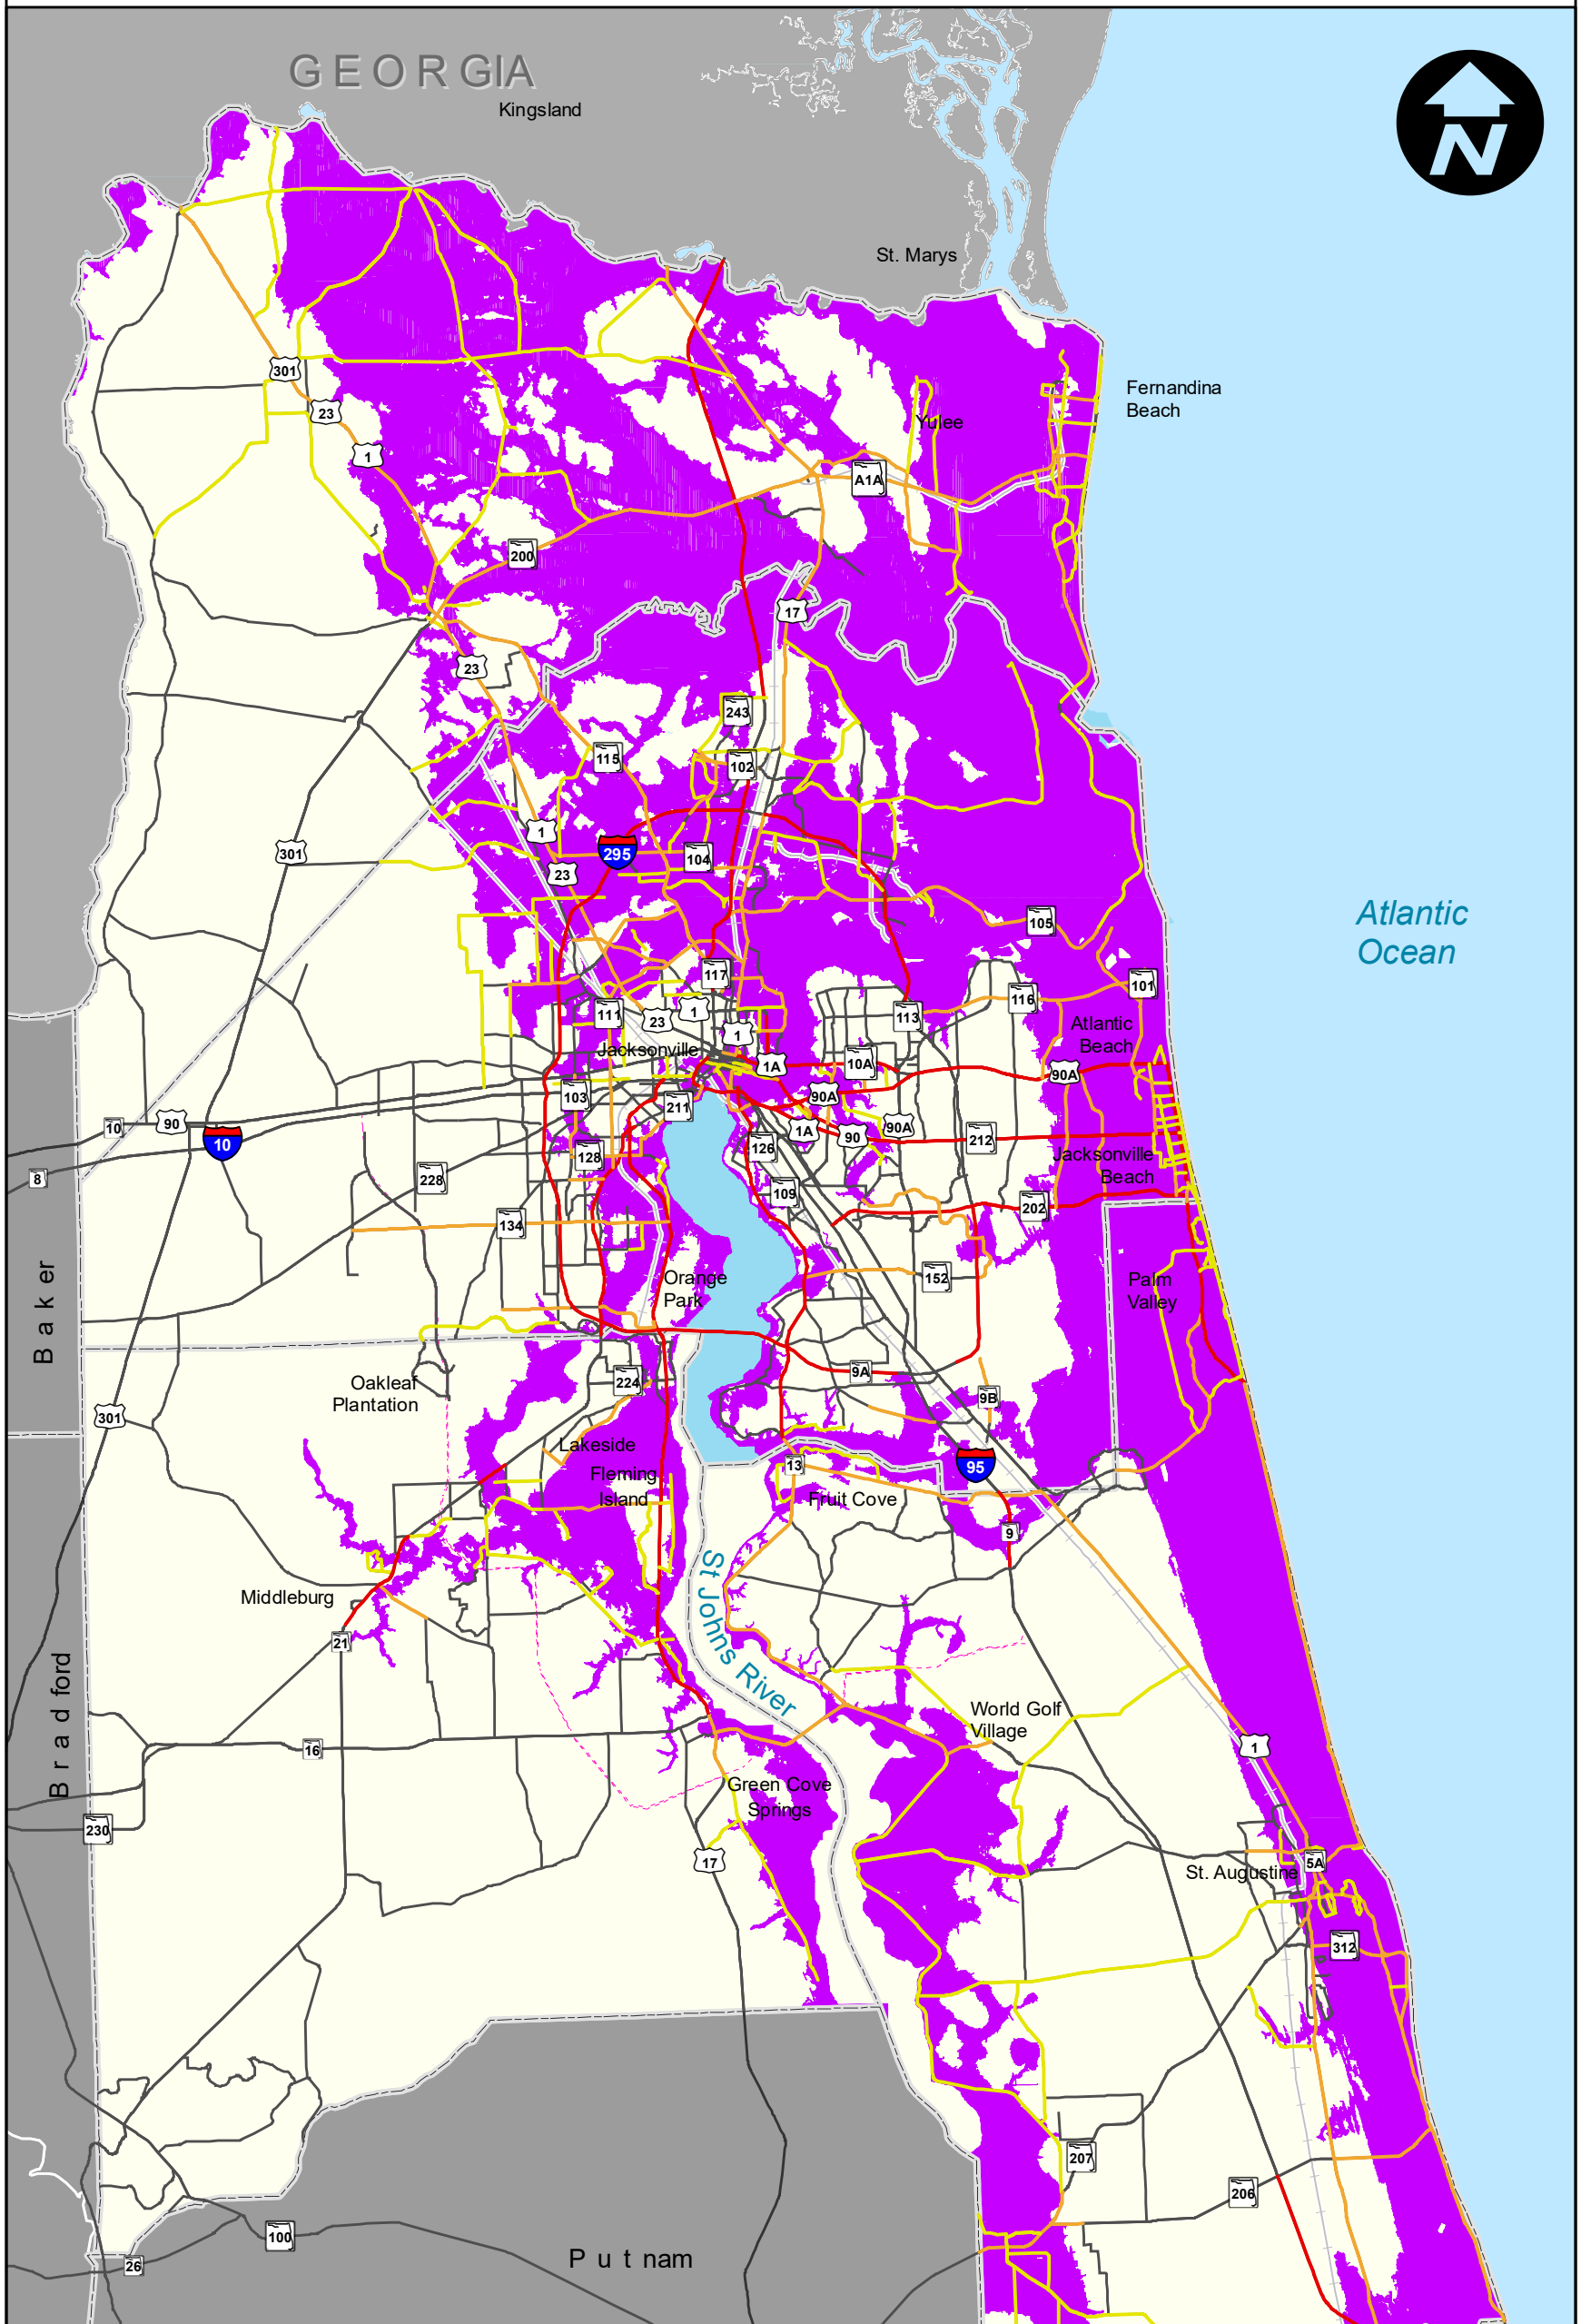 GEORGIA
Kingsland
N
St. Marys
301
Fernandina
Beach
23
Yulee
1
A1A
200
17
23
243
115
102
1
301
295
104
23
Atlantic
Ocean
105
117
101
116
111
23
1
113
Atlantic
Beach
1
Jacksonville
1A
10A
90A
103
90A
211
10
90
90A
1A
90
212
10
126
128
Jacksonville
Beach
8
228
109
202
134
152
Orange
Park
Palm
Valley
Baker
9A
224
Oakleaf
Plantation
9B
301
Lakeside
13
95
Fleming
Island
Fruit Cove
9
St Johns River
Middleburg
21
Bradford
World Golf
Village
1
16
Green Cove
Springs
230
17
5A
St. Augustine
312
207
206
100
26
Putnam